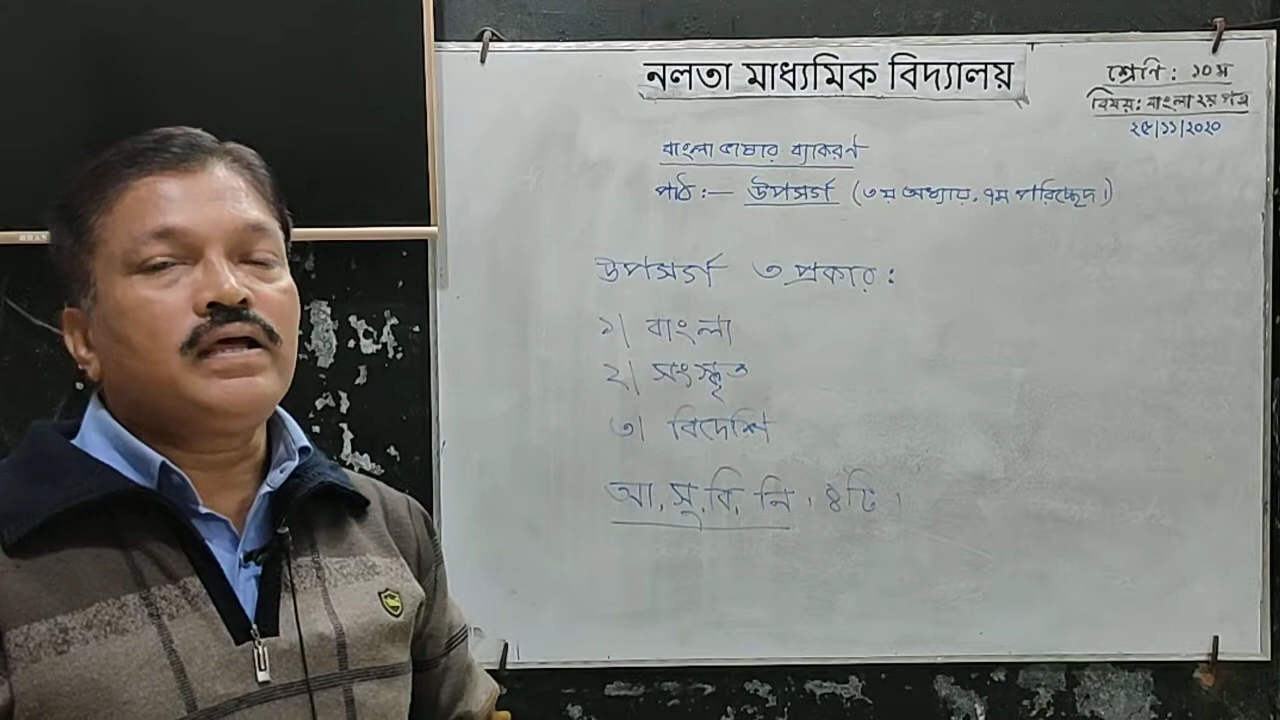 নলতা মাধ্যমিক বিদ্যালয়
শ্রেণি : ১০ম
বিষয়: বাংলা ২য় পত্র
২৫/১১/২০২০
বাংলা ভাষার ব্যাকরণ
পাঠ :— উপসর্গ (৩য় অধ্যায়, ৭ম পরিচ্ছেদ।)
উপসর্গ ৩ প্রকার :
১। বাংলা
২। সংস্কৃত
৩। বিদেশি
আ, সু, বি, নি । ৪টি ।